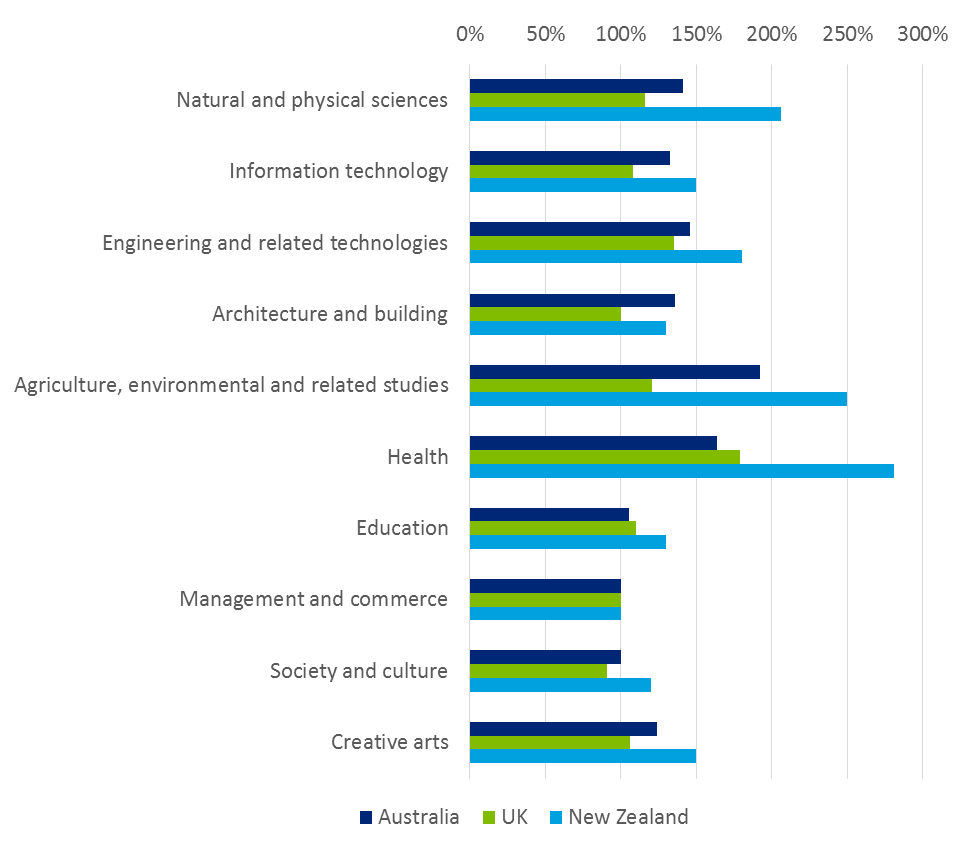 0% 50% 100% 150% 200% 250% 300%
Natural and physical sciences
Information technology
Engineering and related technologies
Architecture and building
Agriculture, environmental and related studies
Health
Education
Management and commerce
Society and culture
Creative arts
Australia UK New Zealand